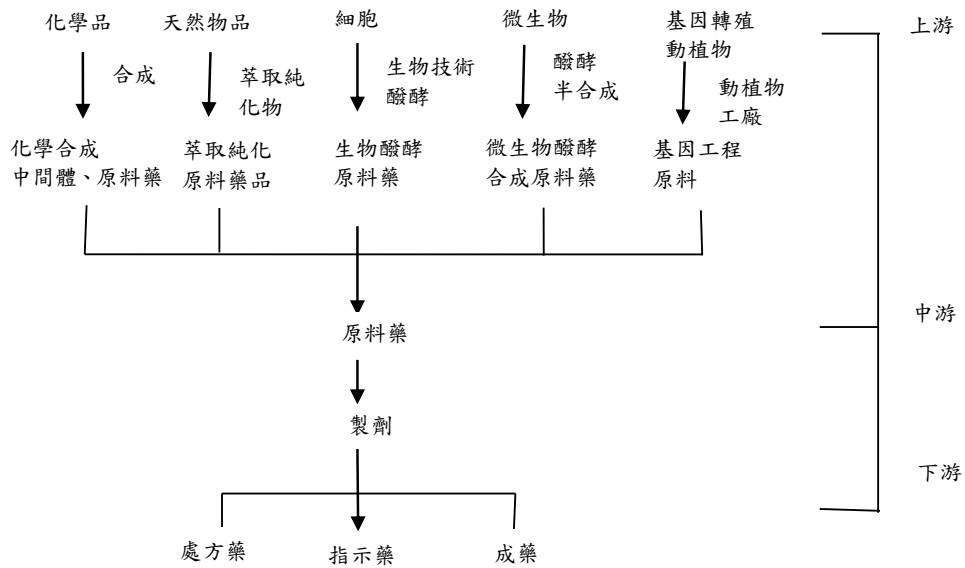 化學品
天然物品
細胞
微生物
基因轉殖
動植物
上游
合成
萃取純
化物
生物技術
醱酵
醱酵
半合成
動植物
工廠
化學合成
中間體、原料藥
萃取純化
原料藥品
生物醱酵
原料藥
微生物醱酵
合成原料藥
基因工程
原料
中游
原料藥
製劑
下游
處方藥
指示藥
成藥